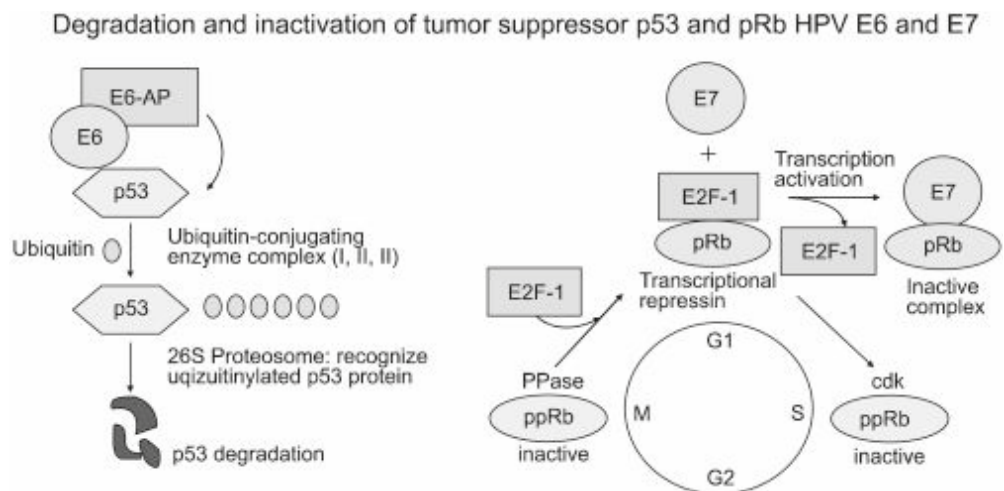 Degradation and inactivation of tumor suppressor p53 and pRb HPV E6 and E7
E6-AP
E6
p53
Ubiquitin
Ubiquitin-conjugating
enzyme complex (I, II, II)
p53
26S Proteosome: recognize
uqizuitinylated p53 protein
p53 degradation
E7
+
E2F-1
pRb
Transcriptional
repressin
Transcription
activation
E2F-1
E7
pRb
Inactive
complex
E2F-1
PPase
ppRb
inactive
G1
M
S
G2
cdk
ppRb
inactive